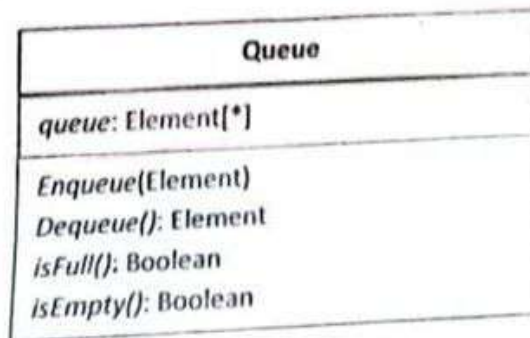 Queue
queue: Element[*]
Enqueue(Element)
Dequeue(): Element
isFull(): Boolean
isEmpty(): Boolean